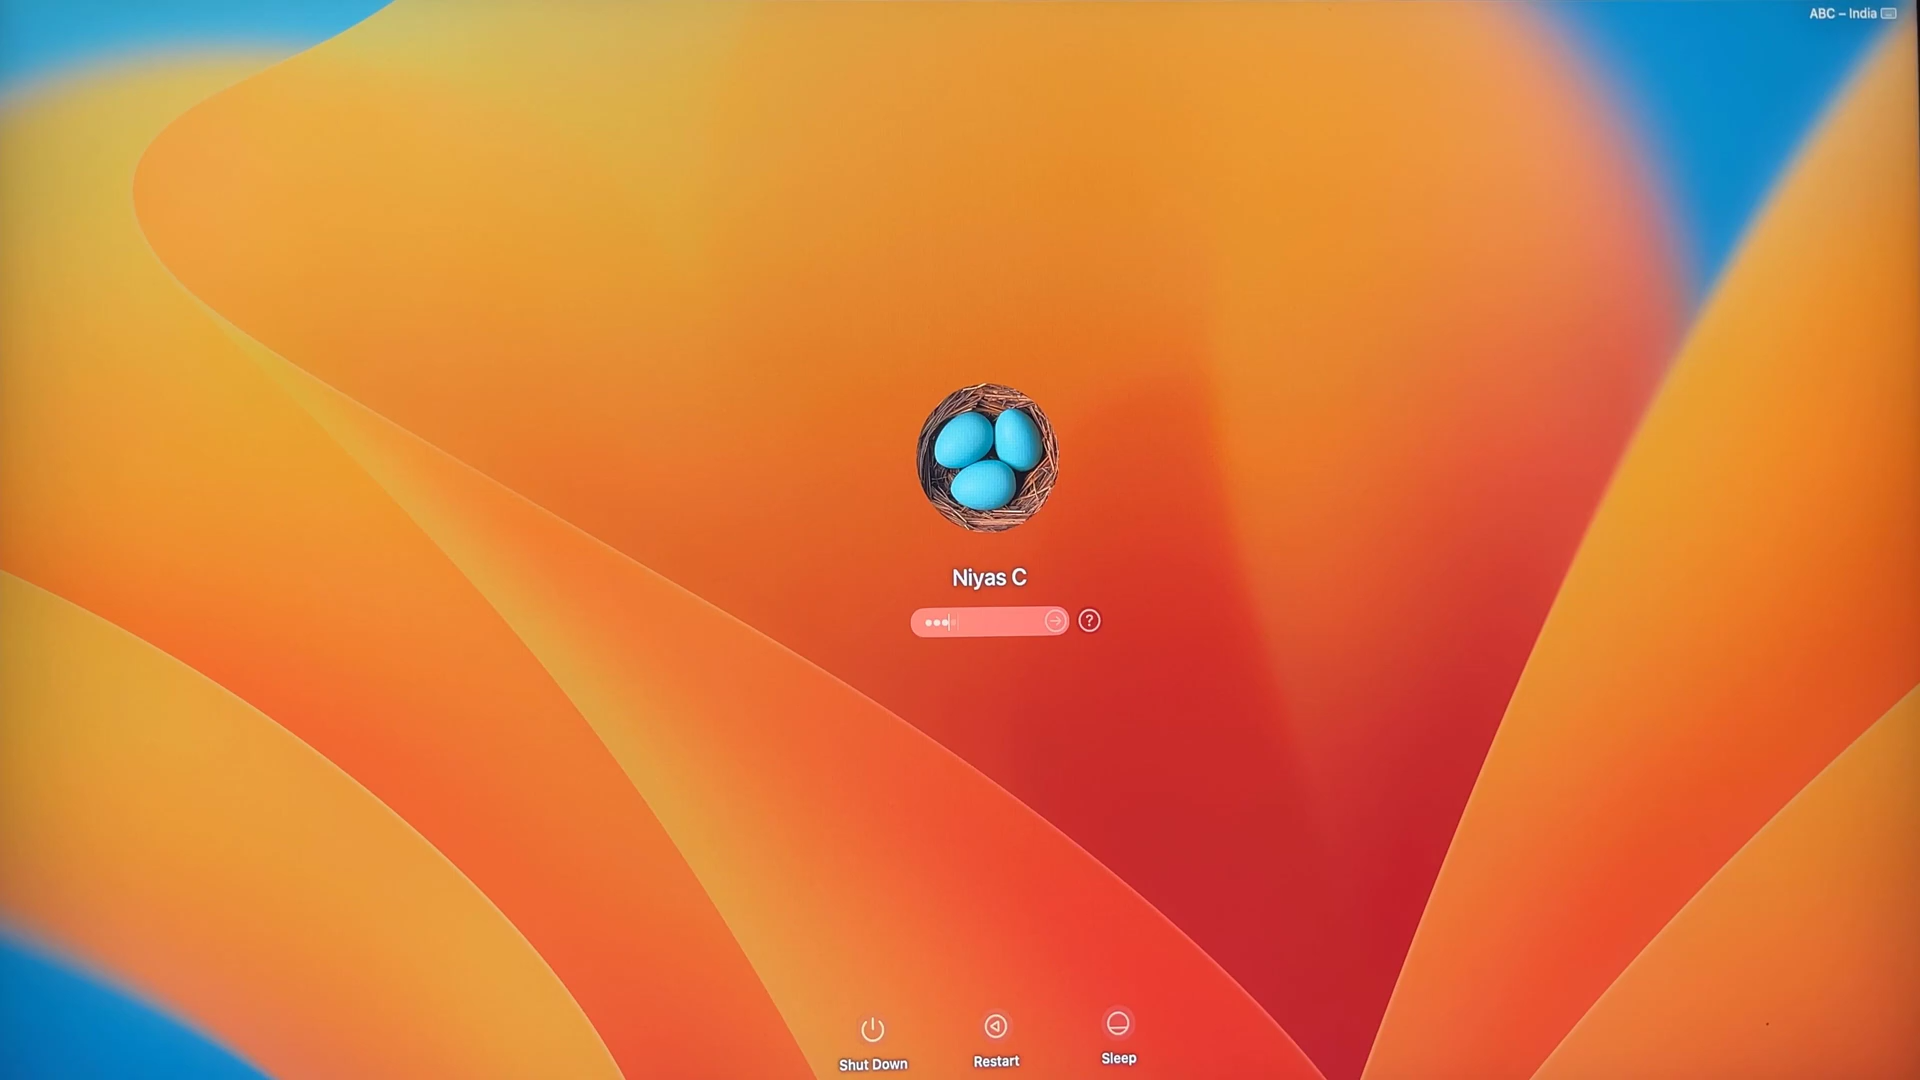 ABC – India
Niyas C
?
Shut Down
Restart
Sleep